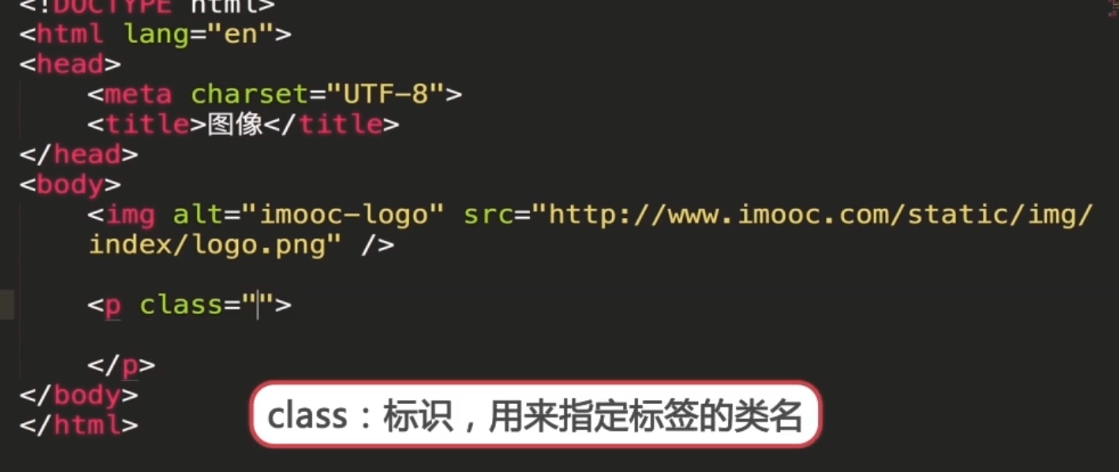 <!DOCTYPE html>
<html lang="en">
<head>
    <meta charset="UTF-8">
    <title>图像</title>
</head>
<body>
    <img alt="imooc-logo" src="http://www.imooc.com/static/img/
    index/logo.png" />
    <p class="">
    </p>
</body>
</html>
class：标识，用来指定标签的类名